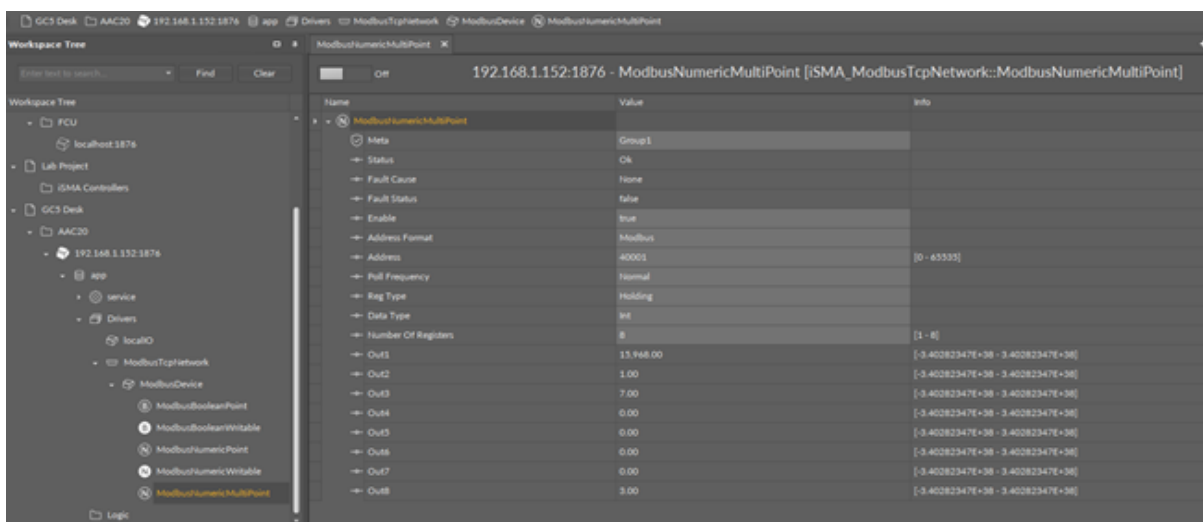 GC5 Desk AAC20 192.168.1.152:1876 app Drivers ModbusTcpNetwork ModbusDevice ModbusNumericMultiPoint
Workspace Tree
ModbusNumericMultiPoint
Enter text to search... Find Clear
Off 192.168.1.152:1876 - ModbusNumericMultiPoint [iSMA_ModbusTcpNetwork::ModbusNumericMultiPoint]
Workspace Tree
FCU
localhost:1876
Lab Project
iSMA Controllers
GC5 Desk
AAC20
192.168.1.152:1876
app
service
Drivers
localIO
ModbusTcpNetwork
ModbusDevice
ModbusBooleanPoint
ModbusBooleanWritable
ModbusNumericPoint
ModbusNumericWritable
ModbusNumericMultiPoint
Logic
Name Value Info
ModbusNumericMultiPoint
Meta Group1
Status Ok
Fault Cause None
Fault Status false
Enable true
Address Format Modbus
Address 40001 [0 - 65535]
Poll Frequency Normal
Reg Type Holding
Data Type Int
Number Of Registers 8 [1 - 8]
Out1 15,968.00 [-3.40282347E+38 - 3.40282347E+38]
Out2 1.00 [-3.40282347E+38 - 3.40282347E+38]
Out3 7.00 [-3.40282347E+38 - 3.40282347E+38]
Out4 0.00 [-3.40282347E+38 - 3.40282347E+38]
Out5 0.00 [-3.40282347E+38 - 3.40282347E+38]
Out6 0.00 [-3.40282347E+38 - 3.40282347E+38]
Out7 0.00 [-3.40282347E+38 - 3.40282347E+38]
Out8 3.00 [-3.40282347E+38 - 3.40282347E+38]